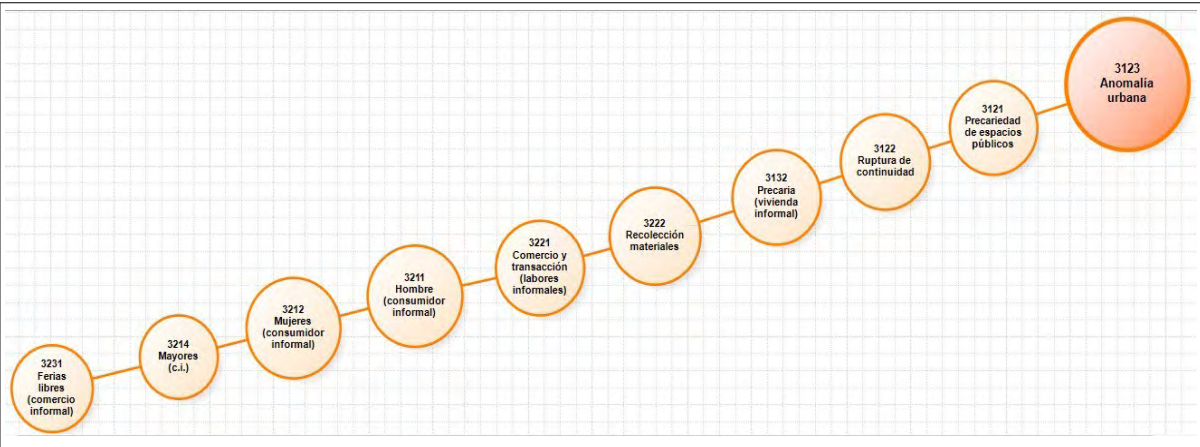 3231
Ferias
libres
(comercio
informal)
3214
Mayores
(c.i.)
3212
Mujeres
(consumidor
informal)
3211
Hombre
(consumidor
informal)
3221
Comercio y
transacción
(labores
informales)
3222
Recolección
materiales
3132
Precaria
(vivienda
informal)
3122
Ruptura de
continuidad
3121
Precariedad
de espacios
públicos
3123
Anomalía
urbana